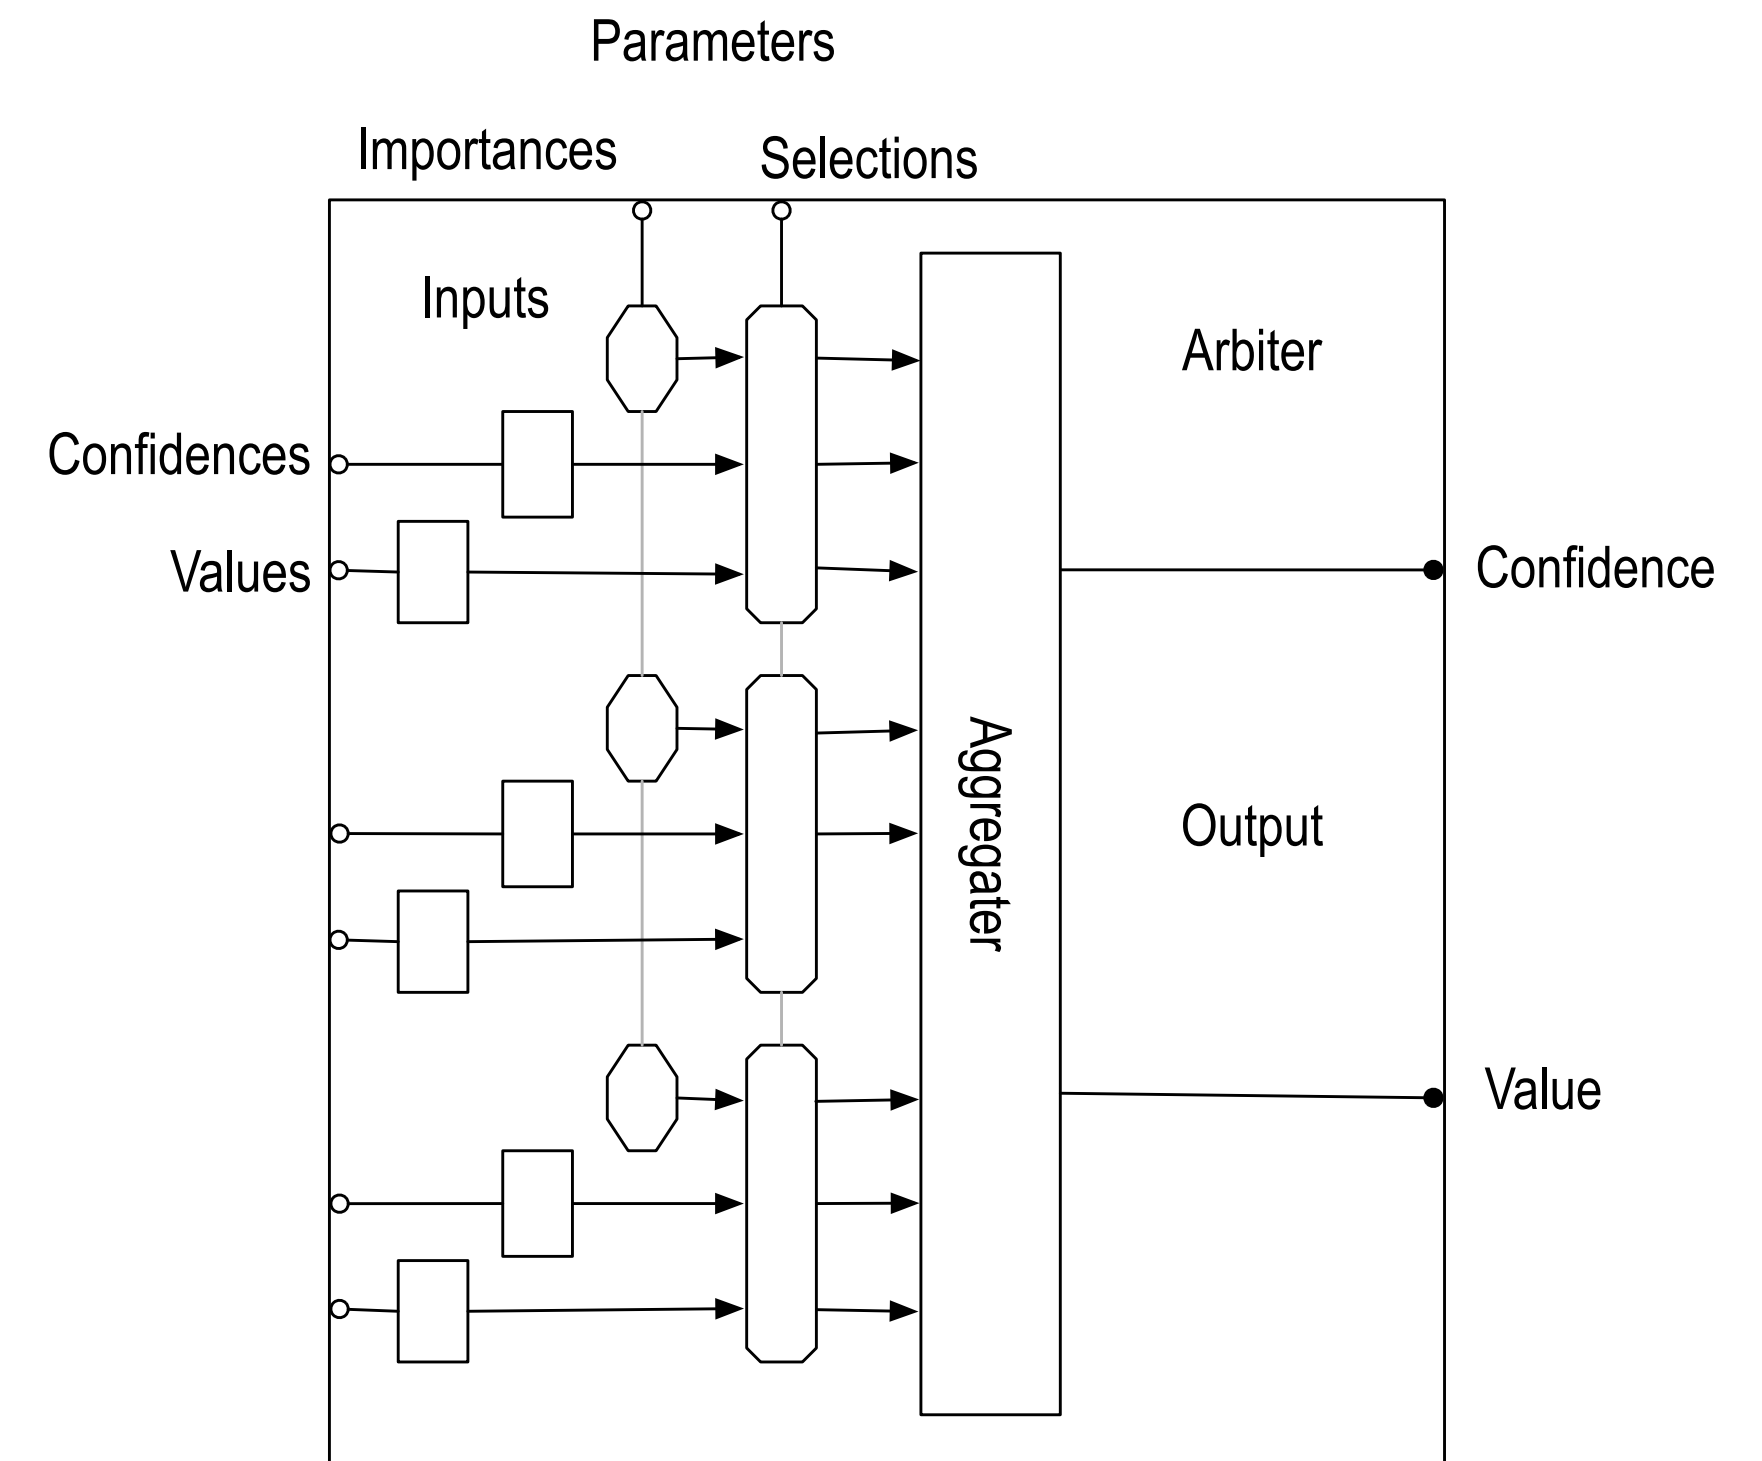 Parameters
Importances
Selections
Inputs
Arbiter
Confidences
Values
Confidence
Aggregater
Output
Value